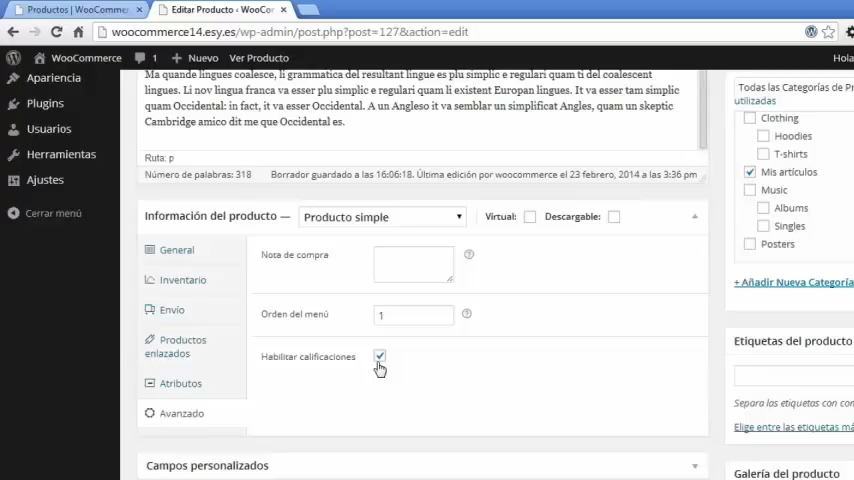 Productos | WooCommerc
Editar Producto ‹ WooCor
woocommerce14.esy.es/wp-admin/post.php?post=127&action=edit
WooCommerce
1
+ Nuevo
Ver Producto
Hola
Apariencia
Plugins
Usuarios
Herramientas
Ajustes
Cerrar menú
Ma quande lingues coalesce, li grammatica del resultant lingue es plu simplic e regulari quam ti del coalescent
lingues. Li nov lingua franca va esser plu simplic e regulari quam li existent Europan lingues. It va esser tam simplic
quam Occidental: in fact, it va esser Occidental. A un Angleso it va semblar un simplificat Angles, quam un skeptic
Cambridge amico dit me que Occidental es.
Ruta: p
Número de palabras: 318
Borrador guardado a las 16:06:18. Última edición por woocommerce el 23 febrero, 2014 a las 3:36 pm
Información del producto —
Producto simple
Virtual:
Descargable:
General
Inventario
Envío
Productos
enlazados
Atributos
Avanzado
Nota de compra
Orden del menú
1
Habilitar calificaciones
Campos personalizados
Todas las Categorías de Pr
utilizadas
Clothing
Hoodies
T-shirts
Mis artículos
Music
Albums
Singles
Posters
+ Añadir Nueva Categoría
Etiquetas del producto
Separa las etiquetas con com
Elige entre las etiquetas má
Galería del producto